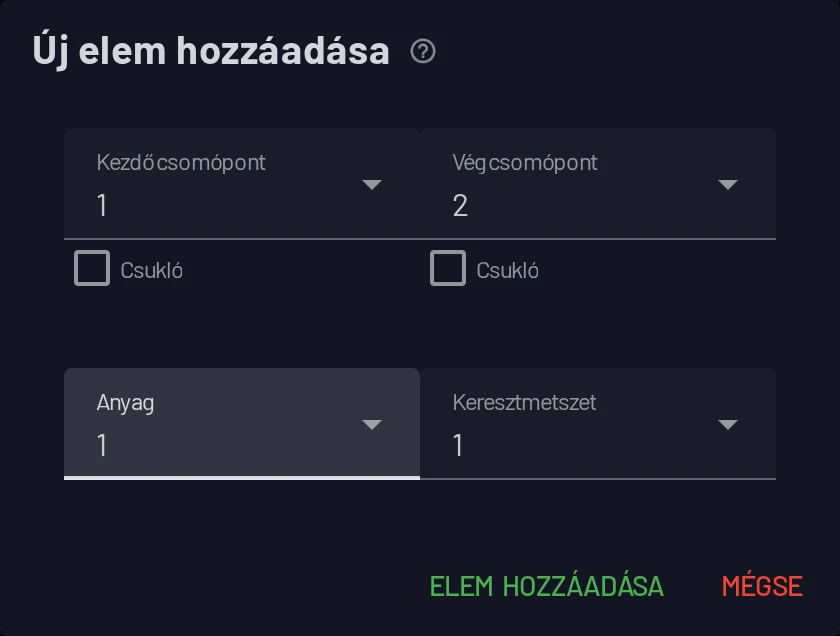 Új elem hozzáadása
Kezdőcsomópont Végcsomópont
1 2
Csukló Csukló
Anyag Keresztmetszet
1 1
ELEM HOZZÁADÁSA MÉGSE